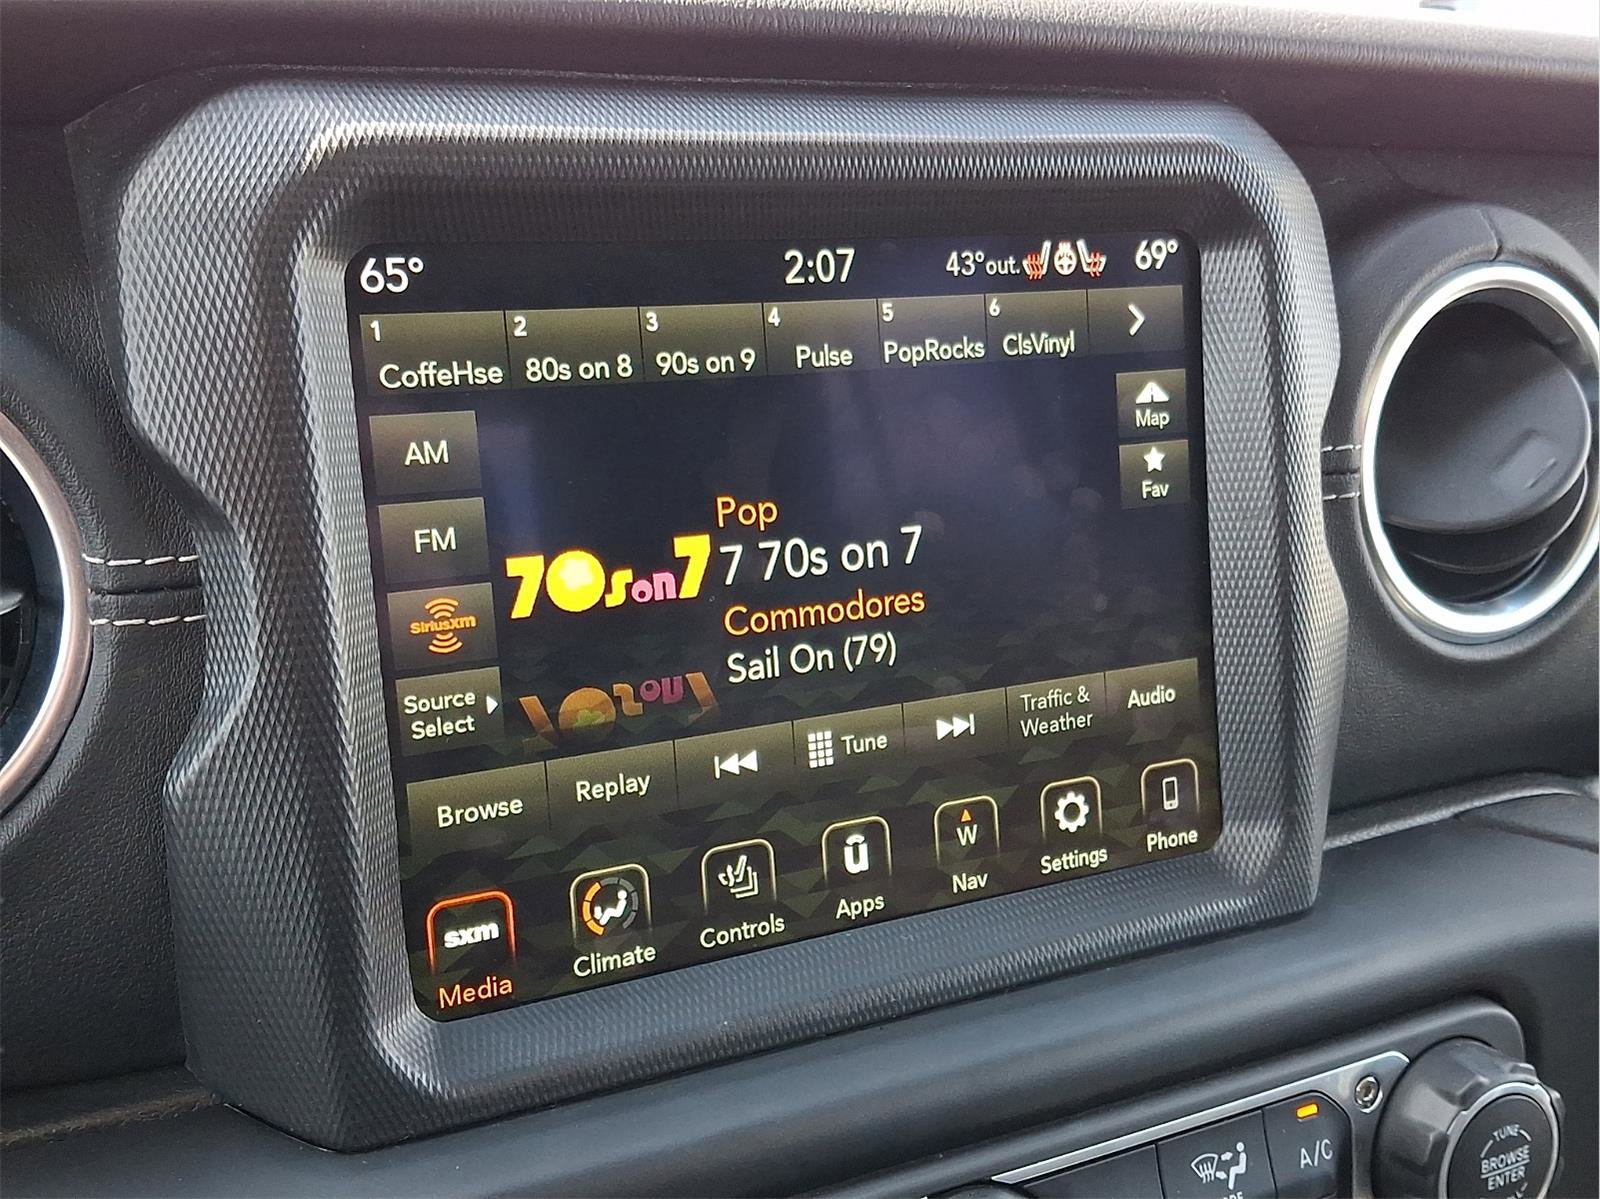 65° 2:07 43°out. 69°
1 2 3 4 5 6
CoffeHse 80s on 8 90s on 9 Pulse PopRocks ClsVinyl
Map
AM
Fav
FM
Pop
70s on 7
7 70s on 7
SiriusXM
Commodores
Sail On (79)
Source
Select
Browse
Replay
Tune
Traffic &
Weather
Audio
sxm
Media
Climate
Controls
Apps
W
Nav
Settings
Phone
A/C
TUNE
BROWSE
ENTER